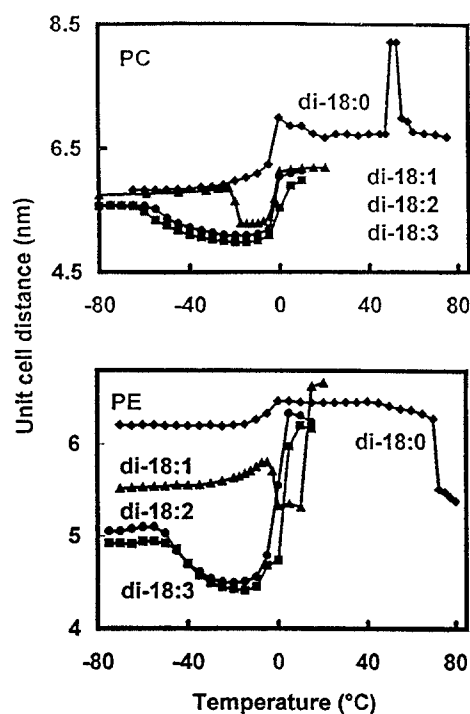 8.5
PC
di-18:0
6.5
di-18:1
di-18:2
di-18:3
4.5
-80
-40
0
40
80
Unit cell distance (nm)
PE
6
di-18:0
di-18:1
5
di-18:2
di-18:3
4
-80
-40
0
40
80
Temperature (°C)